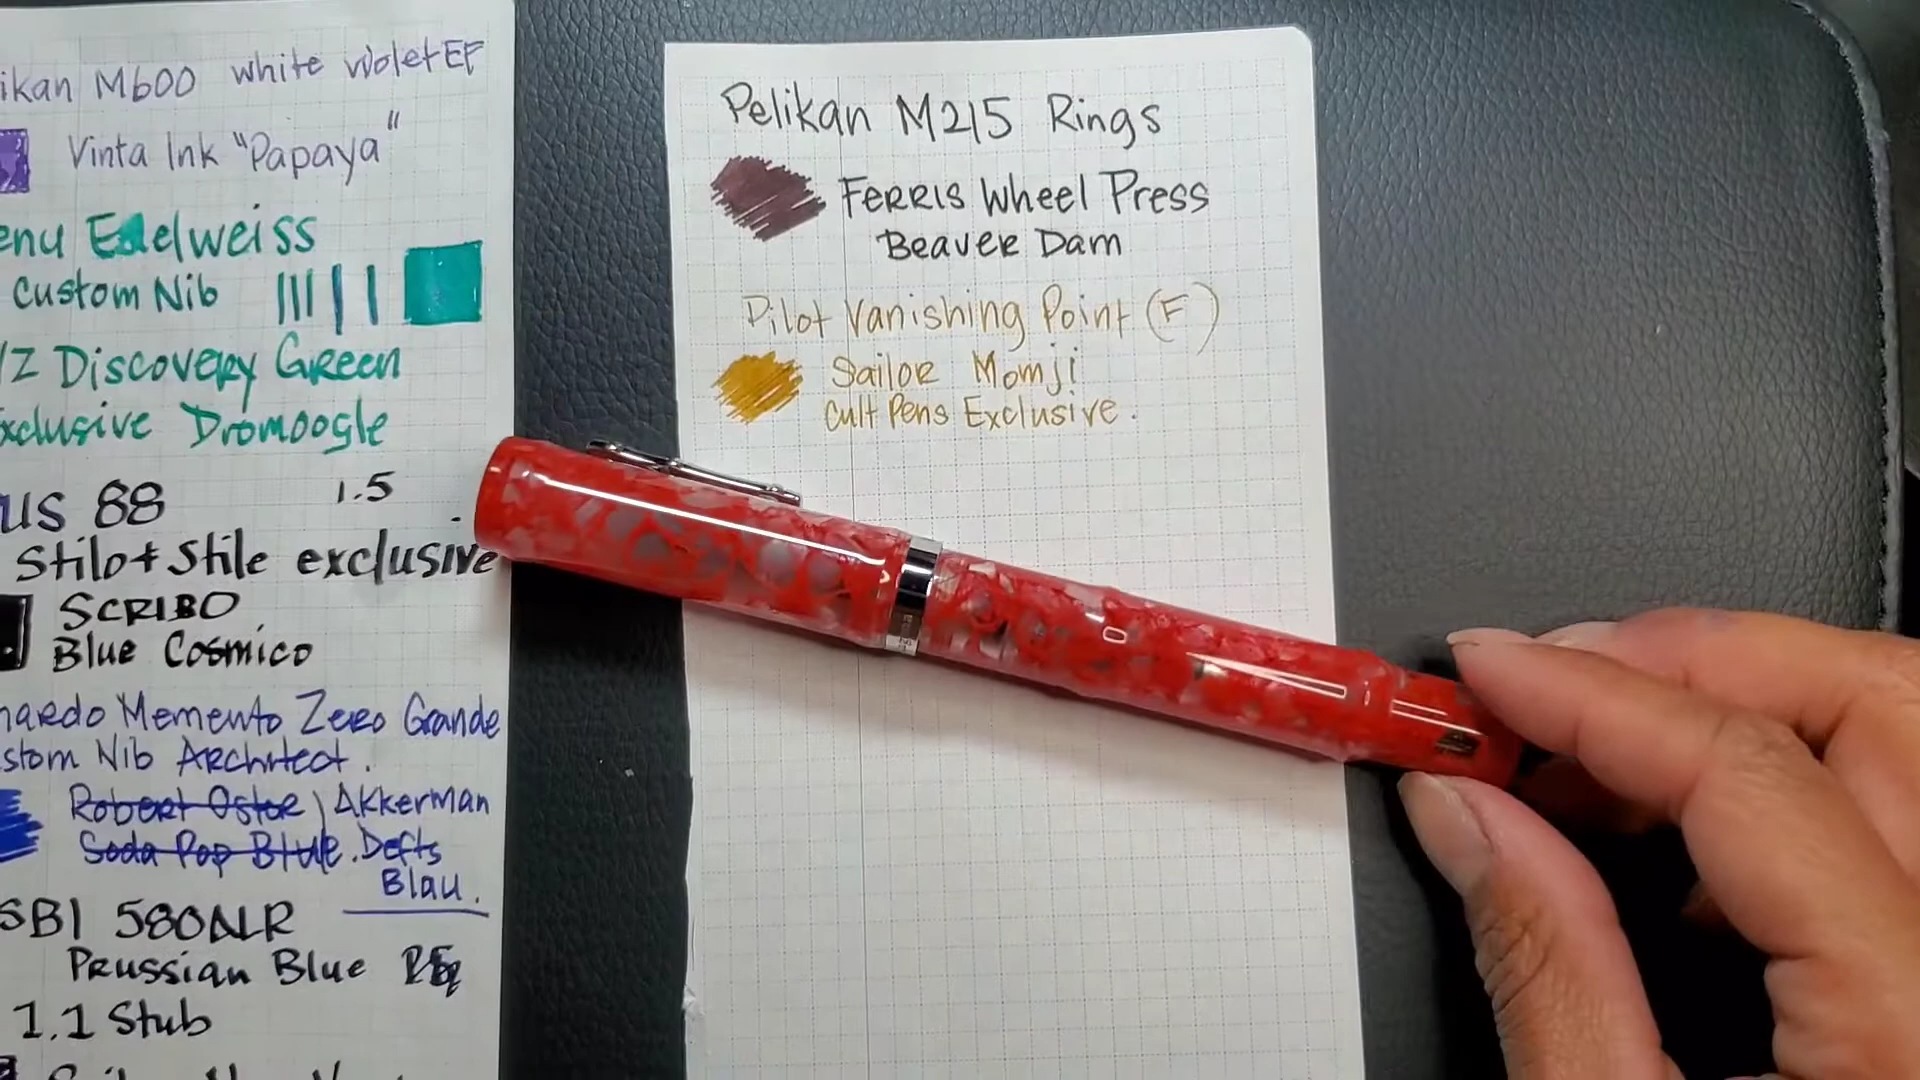 ikan M600 white violet EF
Vinta Ink "Papaya"
enu Edelweiss
Custom Nib
Discovery Green
xclusive Dromoogle
us 88 1.5
Stilo + Stile exclusive
SCRIBO
Blue Cosmico
nardo Memento Zero Grande
stom Nib Architect.
Robert Oster Akkerman
Soda Pop Blue. Defts
Blau.
SBI 580ALR
Prussian Blue
1.1 Stub
Pelikan M215 Rings
Ferris Wheel Press
Beaver Dam
Pilot Vanishing Point (F)
Sailor Momji
Cult Pens Exclusive.